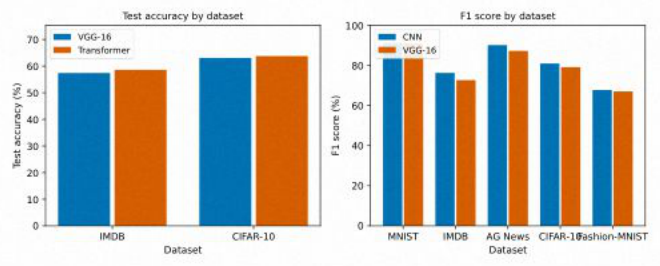 Test accuracy by dataset
VGG-16
Transformer
70
60
50
40
30
20
10
0
Test accuracy (%)
IMDB
CIFAR-10
Dataset
F1 score by dataset
CNN
VGG-16
100
80
60
40
20
0
F1 score (%)
MNIST
IMDB
AG News
CIFAR-10
Fashion-MNIST
Dataset